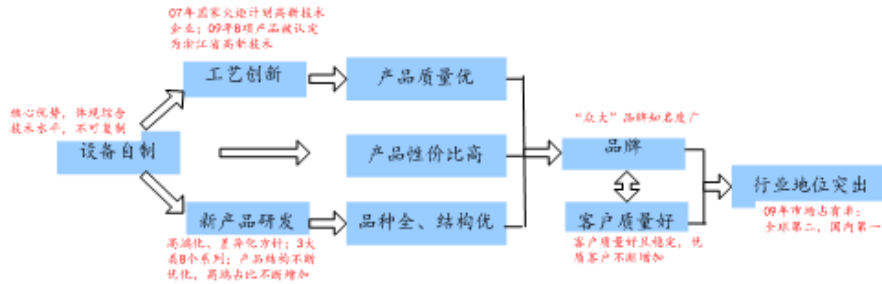 07年国家火炬计划高新技术
企业；09年8项产品被认定
为浙江省高新技术
工艺创新
产品质量优
核心优势，体现综合
技术水平，不可复制
设备自制
产品性价比高
“众大”品牌知名度广
品牌
行业地位突出
09年市场占有率：
全球第二，国内第一
新产品研发
品种全、结构优
客户质量好
高端化、差异化方针；3大
类8个系列；产品结构不断
优化，高端占比不断增加
客户质量好且稳定，优
质客户不断增加